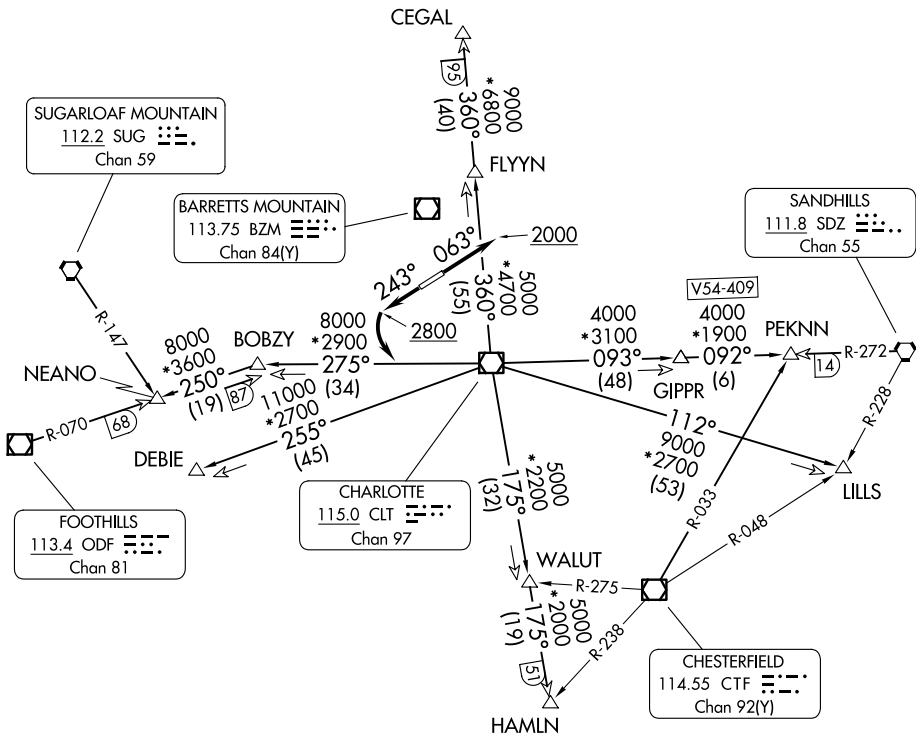 CEGAL
95
360°
(40)
9000
*6800
FLYYN
SUGARLOAF MOUNTAIN
112.2 SUG
Chan 59
BARRETTS MOUNTAIN
113.75 BZM
Chan 84(Y)
SANDHILLS
111.8 SDZ
Chan 55
063°
243°
2000
2800
5000
*4700
360°
(55)
R-147
NEANO
8000
*3600
250°
(19)
BOBZY
87
8000
*2900
275°
(34)
4000
*3100
093°
(48)
GIPPR
V54-409
4000
*1900
092°
(6)
PEKNN
14
R-272
R-228
R-070
68
DEBIE
11000
*2700
255°
(45)
112°
9000
*2700
(53)
LILLS
FOOTHILLS
113.4 ODF
Chan 81
CHARLOTTE
115.0 CLT
Chan 97
5000
*2200
175°
(32)
WALUT
R-033
R-048
R-275
R-238
5000
*2000
175°
(19)
51
HAMLN
CHESTERFIELD
114.55 CTF
Chan 92(Y)